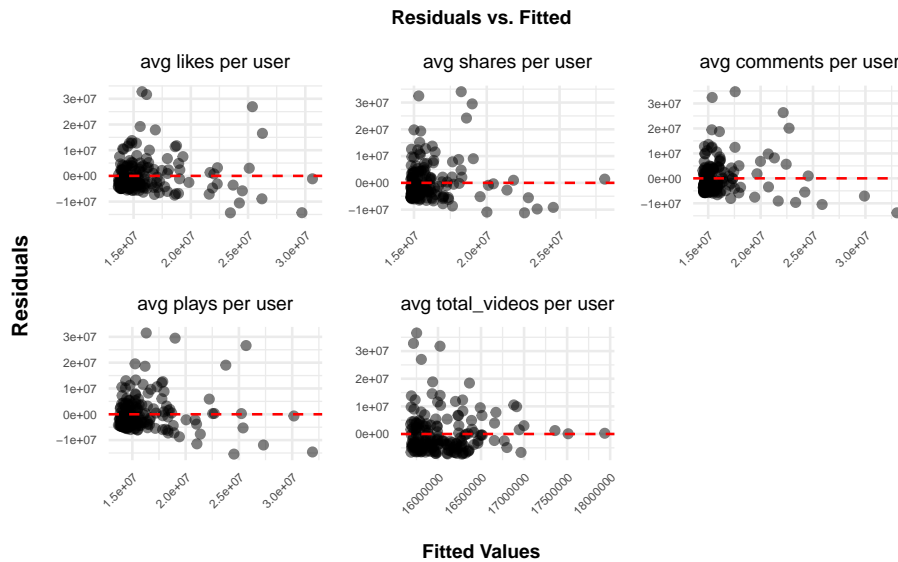 Residuals vs. Fitted
avg likes per user
avg shares per user
avg comments per user
3e+07
2e+07
1e+07
0e+00
−1e+07
3e+07
2e+07
1e+07
0e+00
−1e+07
3e+07
2e+07
1e+07
0e+00
−1e+07
1.5e+07
2.0e+07
2.5e+07
3.0e+07
1.5e+07
2.0e+07
2.5e+07
1.5e+07
2.0e+07
2.5e+07
3.0e+07
Residuals
avg plays per user
avg total_videos per user
3e+07
2e+07
1e+07
0e+00
−1e+07
3e+07
2e+07
1e+07
0e+00
1.5e+07
2.0e+07
2.5e+07
3.0e+07
16000000
16500000
17000000
17500000
18000000
Fitted Values